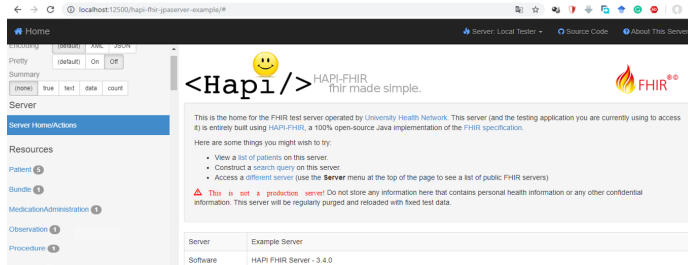 localhost:12500/hapi-fhir-jpaserver-example/#
Home
Server: Local Tester
Source Code
About This Server
Encoding (default) XML JSON
Pretty (default) On Off
Summary
(none) true text data count
Server
Server Home/Actions
Resources
Patient 5
Bundle 1
MedicationAdministration 1
Observation 1
Procedure 1
<Hapi/> HAPI-FHIR
fhir made simple.
FHIR®©
This is the home for the FHIR test server operated by University Health Network. This server (and the testing application you are currently using to access
it) is entirely built using HAPI-FHIR, a 100% open-source Java implementation of the FHIR specification.
Here are some things you might wish to try:
• View a list of patients on this server.
• Construct a search query on this server.
• Access a different server (use the Server menu at the top of the page to see a list of public FHIR servers)
This is not a production server! Do not store any information here that contains personal health information or any other confidential
information. This server will be regularly purged and reloaded with fixed test data.
Server Example Server
Software HAPI FHIR Server - 3.4.0